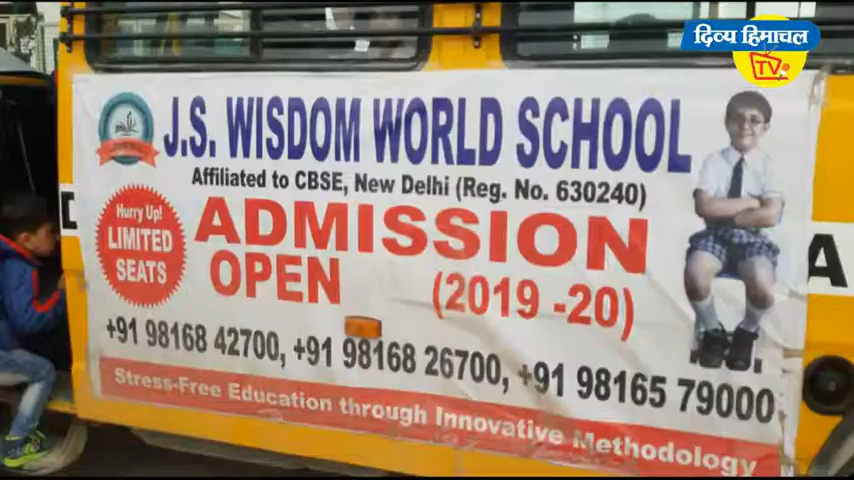 दिव्य हिमाचल
TV
J.S. WISDOM WORLD SCHOOL
Affiliated to CBSE, New Delhi (Reg. No. 630240)
Hurry Up!
LIMITED
SEATS
ADMISSION
OPEN (2019 -20)
+91 98168 42700, +91 98168 26700, +91 98165 79000
Stress-Free Education through Innovative Methodology
A